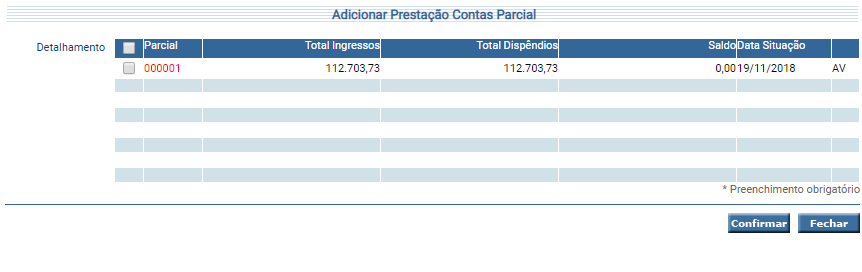 Adicionar Prestação Contas Parcial
Detalhamento Parcial Total Ingressos Total Dispêndios Saldo Data Situação
000001 112.703,73 112.703,73 0,00 19/11/2018 AV
* Preenchimento obrigatório
Confirmar Fechar